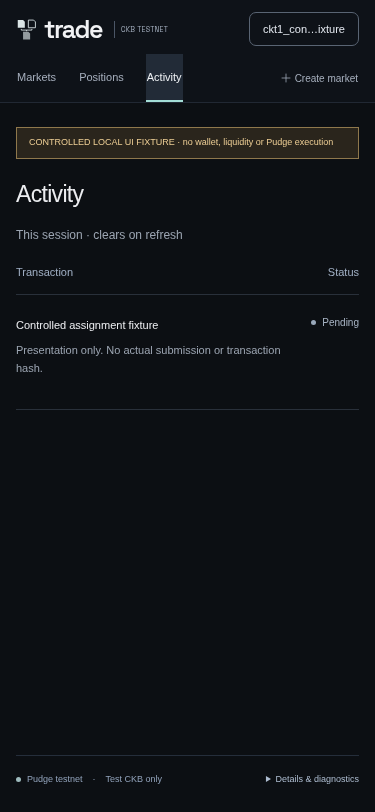 trade
CKB TESTNET
ckt1_con...ixture
Markets
Positions
Activity
Create market
CONTROLLED LOCAL UI FIXTURE · no wallet, liquidity or Pudge execution
Activity
This session · clears on refresh
Transaction
Status
Controlled assignment fixture
Pending
Presentation only. No actual submission or transaction
hash.
Pudge testnet · Test CKB only
Details & diagnostics